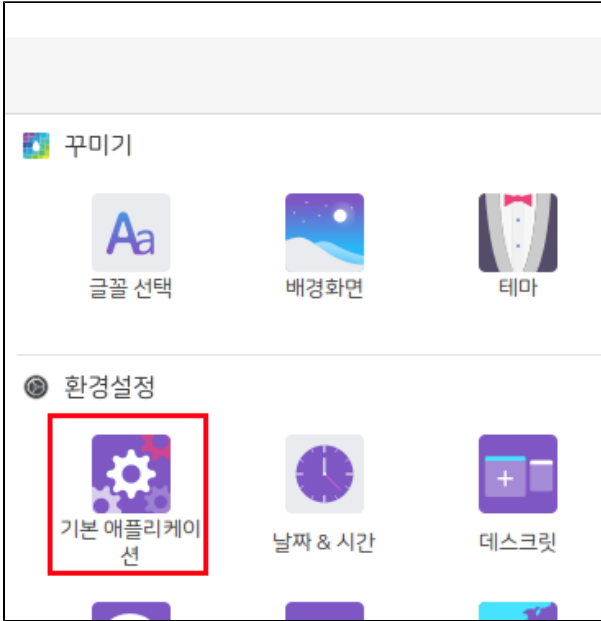 꾸미기
Aa
글꼴 선택
배경화면
테마
환경설정
기본 애플리케이
션
날짜 & 시간
데스크릿